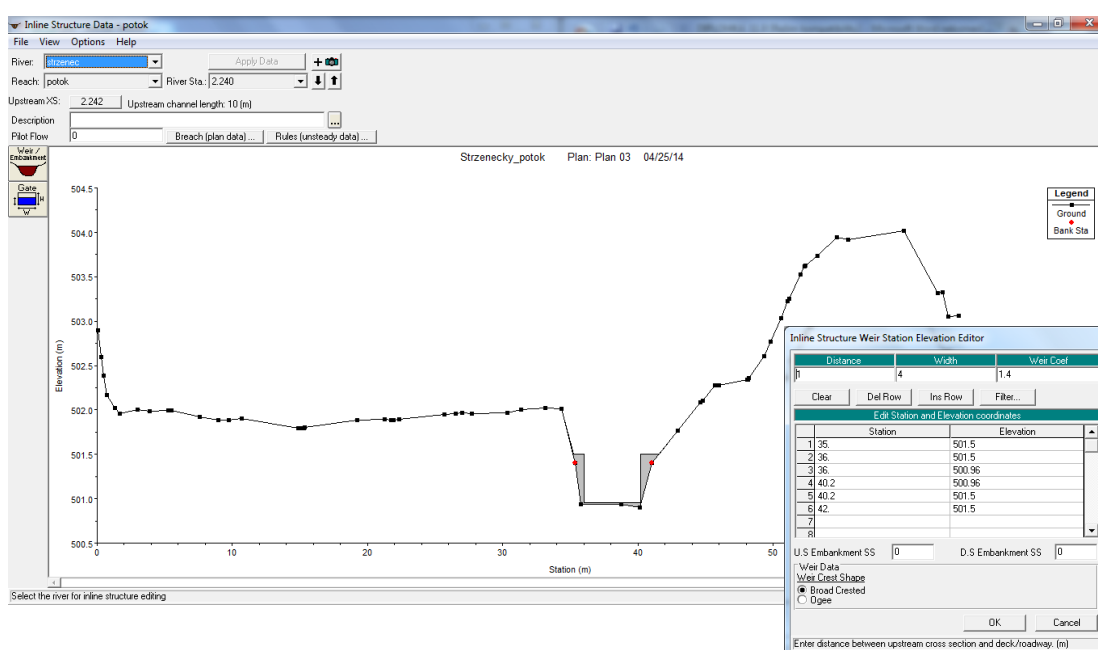 Inline Structure Data - potok
File View Options Help
River: strzenec Apply Data +
Reach: potok River Sta.: 2.240
Upstream XS: 2.242 Upstream channel length: 10 (m)
Description ...
Pilot Flow 0 Breach (plan data) ... Rules (unsteady data) ...
Weir / Embankment
Gate
H
W
Strzenecky_potok Plan: Plan 03 04/25/14
Legend
Ground
Bank Sta
504.5
504.0
503.5
503.0
502.5
502.0
501.5
501.0
500.5
Elevation (m)
0 10 20 30 40 50
Station (m)
Select the river for inline structure editing
Inline Structure Weir Station Elevation Editor
Distance Width Weir Coef
1 4 1.4
Clear Del Row Ins Row Filter...
Edit Station and Elevation coordinates
Station Elevation
1 35. 501.5
2 36. 501.5
3 36. 500.96
4 40.2 500.96
5 40.2 501.5
6 42. 501.5
7
8
U.S Embankment SS 0 D.S Embankment SS 0
Weir Data
Weir Crest Shape
Broad Crested
Ogee
OK Cancel
Enter distance between upstream cross section and deck/roadway. (m)